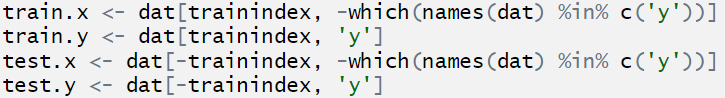 train.x <- dat[trainindex, -which(names(dat) %in% c('y'))]
train.y <- dat[trainindex, 'y']
test.x <- dat[-trainindex, -which(names(dat) %in% c('y'))]
test.y <- dat[-trainindex, 'y']